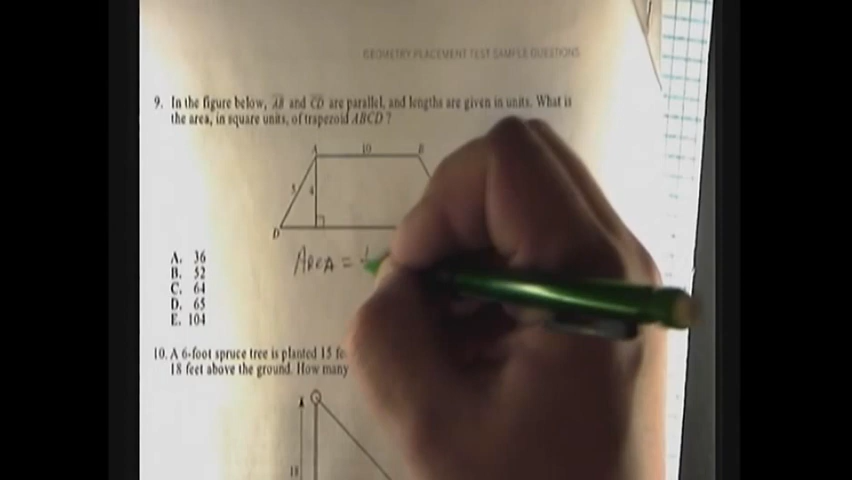 GEOMETRY PLACEMENT TEST SAMPLE QUESTIONS
9. In the figure below, AB and CD are parallel, and lengths are given in units. What is
the area, in square units, of trapezoid ABCD ?
A 10 B
5 4
D
AREA =
A. 36
B. 52
C. 64
D. 65
E. 104
10. A 6-foot spruce tree is planted 15
18 feet above the ground. How many
18